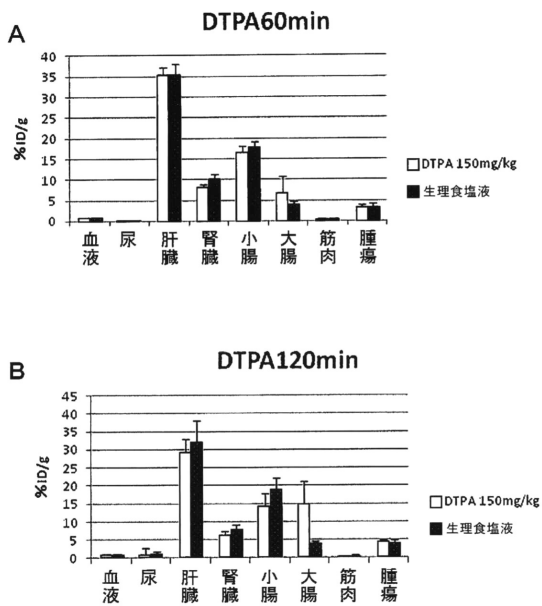 A
DTPA60min
%ID/g
40
35
30
25
20
15
10
5
0
血液
尿
肝臓
腎臓
小腸
大腸
筋肉
腫瘍
DTPA 150mg/kg
生理食塩液
B
DTPA120min
%ID/g
45
40
35
30
25
20
15
10
5
0
血液
尿
肝臓
腎臓
小腸
大腸
筋肉
腫瘍
DTPA 150mg/kg
生理食塩液